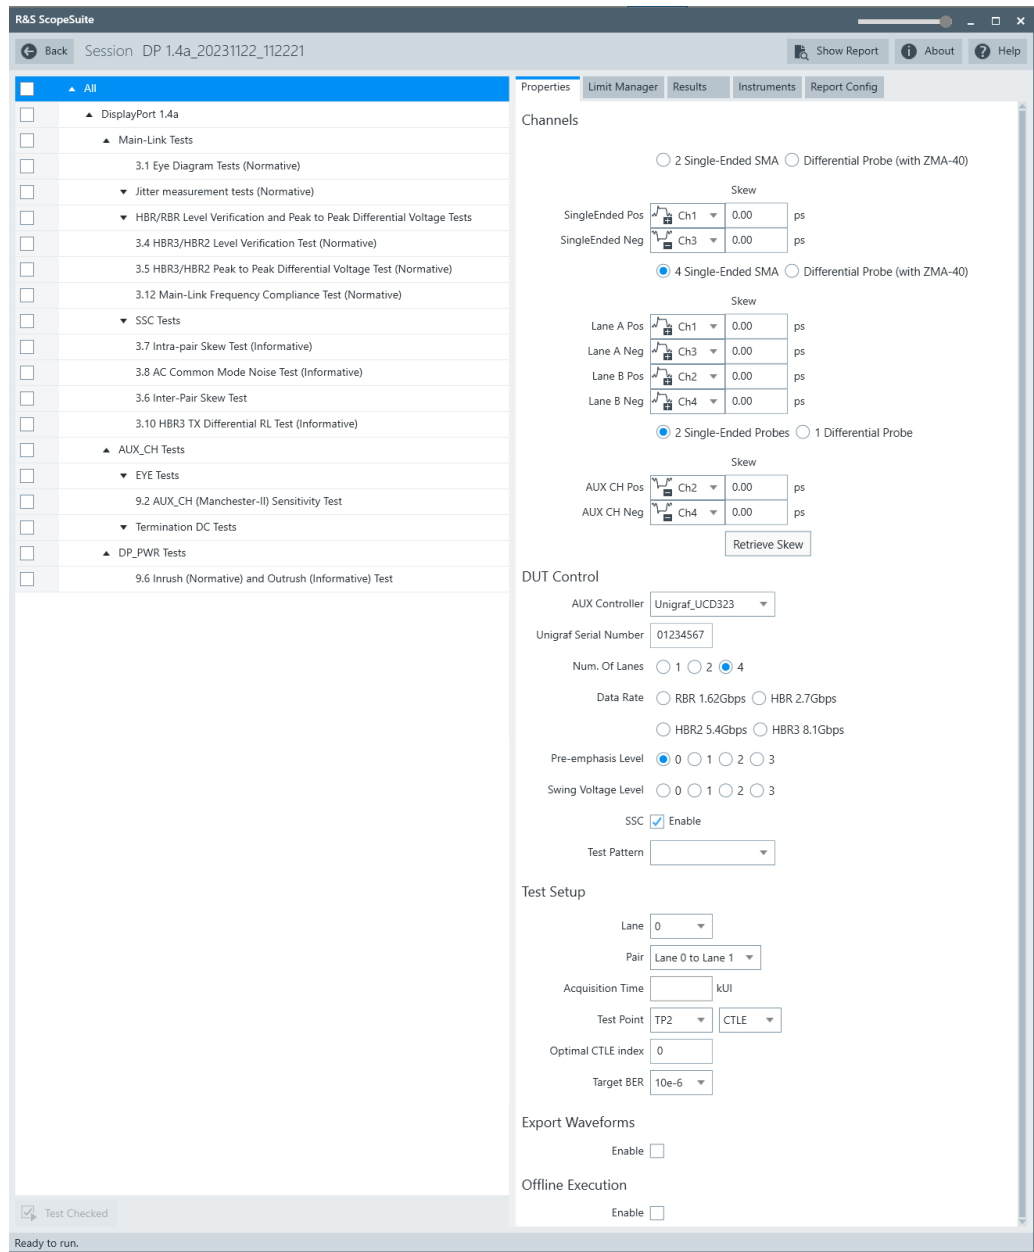 R&S ScopeSuite
Back Session DP 1.4a_20231122_112221 Show Report About Help
All
DisplayPort 1.4a
Main-Link Tests
3.1 Eye Diagram Tests (Normative)
Jitter measurement tests (Normative)
HBR/RBR Level Verification and Peak to Peak Differential Voltage Tests
3.4 HBR3/HBR2 Level Verification Test (Normative)
3.5 HBR3/HBR2 Peak to Peak Differential Voltage Test (Normative)
3.12 Main-Link Frequency Compliance Test (Normative)
SSC Tests
3.7 Intra-pair Skew Test (Informative)
3.8 AC Common Mode Noise Test (Informative)
3.6 Inter-Pair Skew Test
3.10 HBR3 TX Differential RL Test (Informative)
AUX_CH Tests
EYE Tests
9.2 AUX_CH (Manchester-II) Sensitivity Test
Termination DC Tests
DP_PWR Tests
9.6 Inrush (Normative) and Outrush (Informative) Test
Test Checked
Properties Limit Manager Results Instruments Report Config
Channels
2 Single-Ended SMA Differential Probe (with ZMA-40)
Skew
SingleEnded Pos Ch1 0.00 ps
SingleEnded Neg Ch3 0.00 ps
4 Single-Ended SMA Differential Probe (with ZMA-40)
Skew
Lane A Pos Ch1 0.00 ps
Lane A Neg Ch3 0.00 ps
Lane B Pos Ch2 0.00 ps
Lane B Neg Ch4 0.00 ps
2 Single-Ended Probes 1 Differential Probe
Skew
AUX CH Pos Ch2 0.00 ps
AUX CH Neg Ch4 0.00 ps
Retrieve Skew
DUT Control
AUX Controller Unigraf_UCD323
Unigraf Serial Number 01234567
Num. Of Lanes 1 2 4
Data Rate RBR 1.62Gbps HBR 2.7Gbps
HBR2 5.4Gbps HBR3 8.1Gbps
Pre-emphasis Level 0 1 2 3
Swing Voltage Level 0 1 2 3
SSC Enable
Test Pattern
Test Setup
Lane 0
Pair Lane 0 to Lane 1
Acquisition Time kUI
Test Point TP2 CTLE
Optimal CTLE index 0
Target BER 10e-6
Export Waveforms
Enable
Offline Execution
Enable
Ready to run.